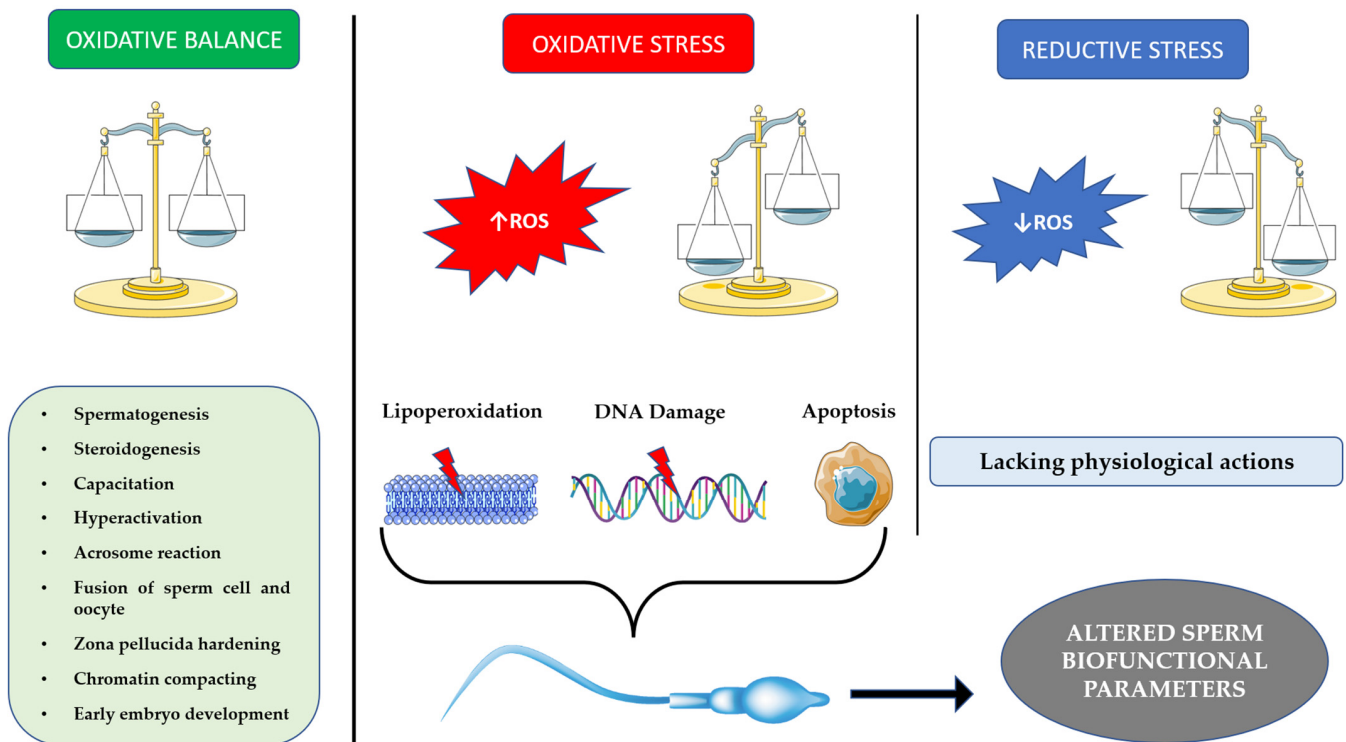 OXIDATIVE BALANCE
OXIDATIVE STRESS
REDUCTIVE STRESS
↑ROS
↓ROS
• Spermatogenesis
• Steroidogenesis
• Capacitation
• Hyperactivation
• Acrosome reaction
• Fusion of sperm cell and
oocyte
• Zona pellucida hardening
• Chromatin compacting
• Early embryo development
Lipoperoxidation
DNA Damage
Apoptosis
Lacking physiological actions
ALTERED SPERM
BIOFUNCTIONAL
PARAMETERS